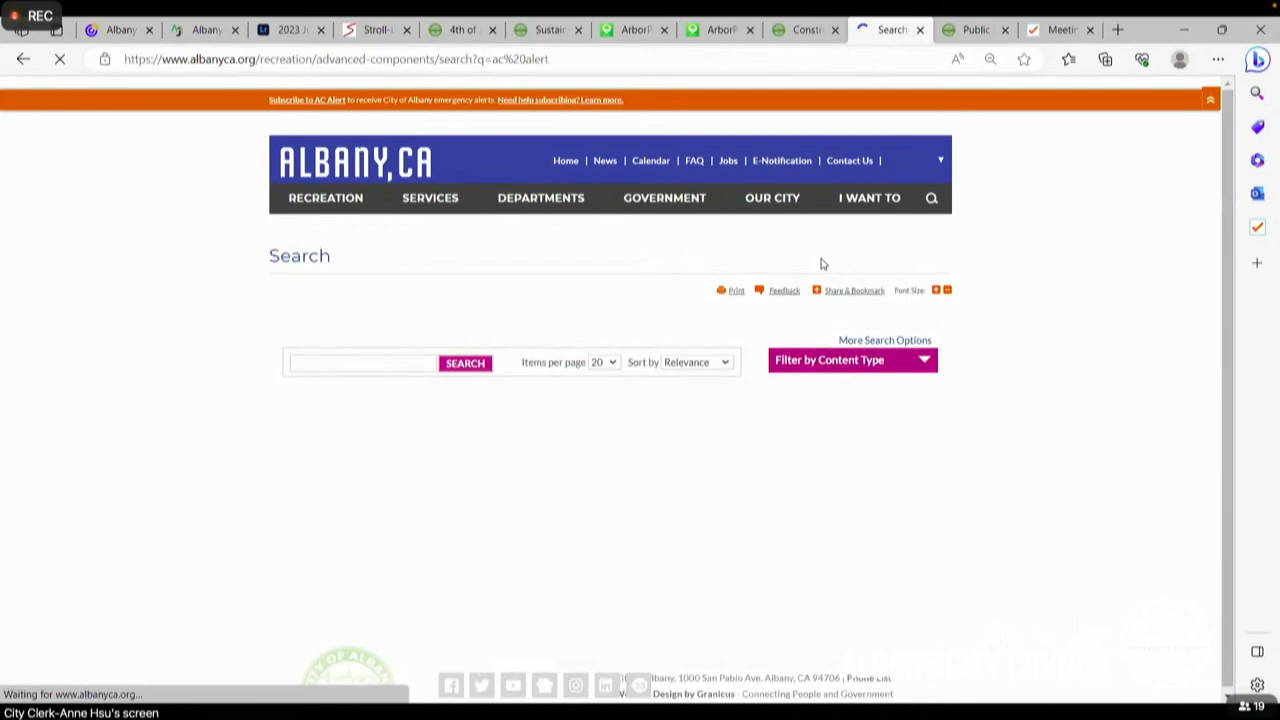 REC
Albany
Albany
2023 J
Stroll-
4th of
Sustain
ArborP
ArborP
Constr
Search
Public
Meetin
https://www.albanyca.org/recreation/advanced-components/search?q=ac%20alert
Subscribe to AC Alert to receive City of Albany emergency alerts. Need help subscribing? Learn more.
ALBANY, CA
Home | News | Calendar | FAQ | Jobs | E-Notification | Contact Us |
RECREATION SERVICES DEPARTMENTS GOVERNMENT OUR CITY I WANT TO
Search
Print Feedback Share & Bookmark Font Size:
More Search Options
SEARCH Items per page 20 Sort by Relevance Filter by Content Type
lbany, 1000 San Pablo Ave. Albany, CA 94706 | Phone List
Design by Granicus - Connecting People and Government
Waiting for www.albanyca.org...
City Clerk-Anne Hsu's screen
19